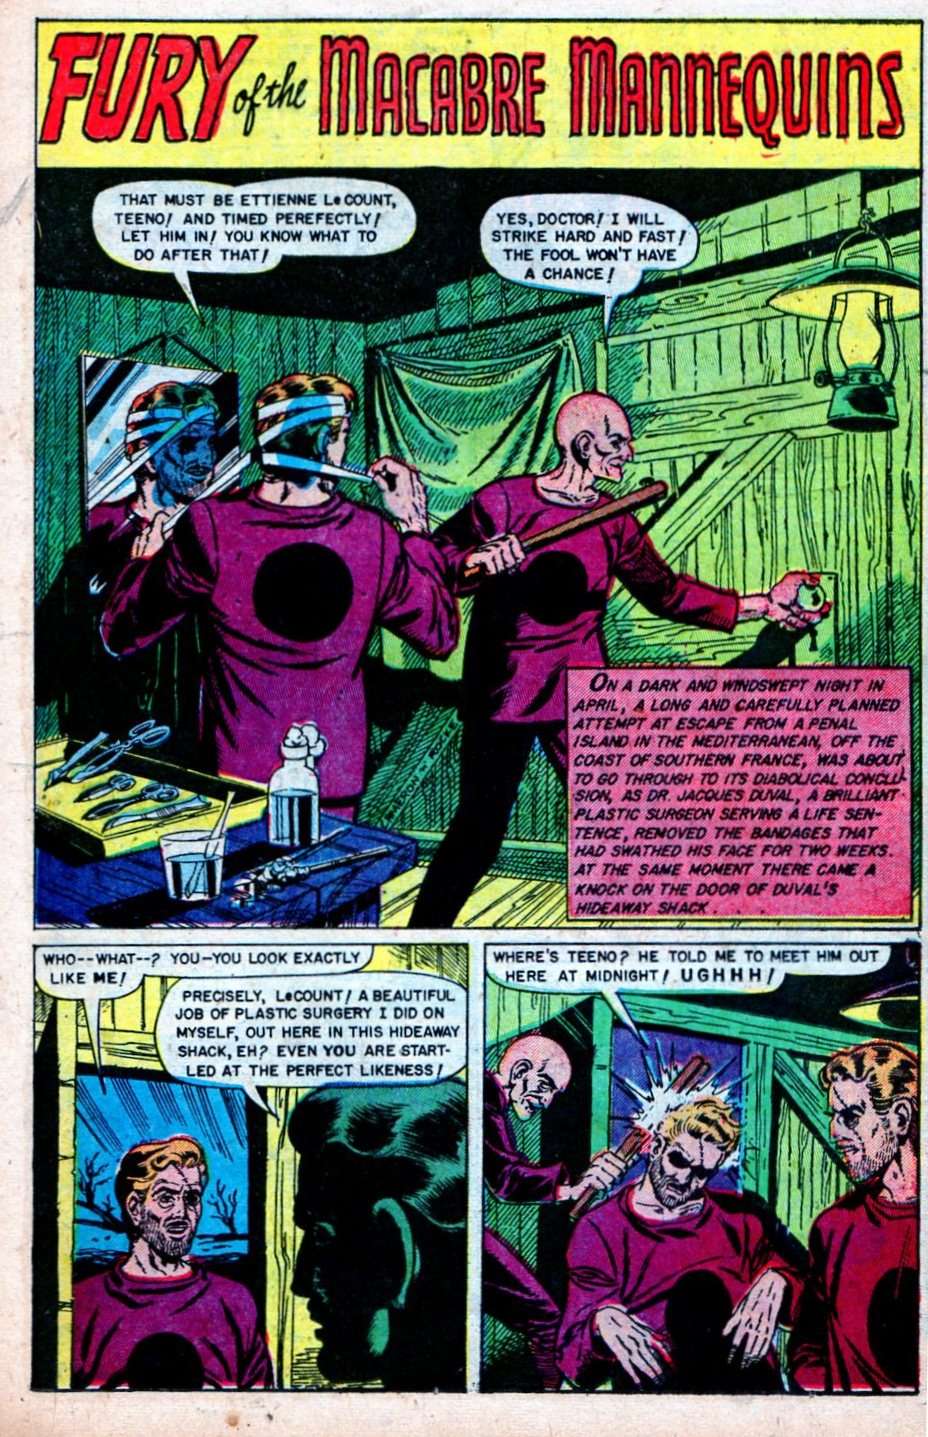 FURY of the MACABRE MANNEQUINS
THAT MUST BE ETTIENNE LeCOUNT,
TEENO! AND TIMED PEREFECTLY!
LET HIM IN! YOU KNOW WHAT TO
DO AFTER THAT!
YES, DOCTOR! I WILL
STRIKE HARD AND FAST!
THE FOOL WON'T HAVE
A CHANCE!
ON A DARK AND WINDSWEPT NIGHT IN
APRIL, A LONG AND CAREFULLY PLANNED
ATTEMPT AT ESCAPE FROM A PENAL
ISLAND IN THE MEDITERRANEAN, OFF THE
COAST OF SOUTHERN FRANCE, WAS ABOUT
TO GO THROUGH TO ITS DIABOLICAL CONCLU-
SION, AS DR. JACQUES DUVAL, A BRILLIANT
PLASTIC SURGEON SERVING A LIFE SEN-
TENCE, REMOVED THE BANDAGES THAT
HAD SWATHED HIS FACE FOR TWO WEEKS.
AT THE SAME MOMENT THERE CAME A
KNOCK ON THE DOOR OF DUVAL'S
HIDEAWAY SHACK . . .
WHO--WHAT--? YOU-YOU LOOK EXACTLY
LIKE ME!
PRECISELY, LeCOUNT! A BEAUTIFUL
JOB OF PLASTIC SURGERY I DID ON
MYSELF, OUT HERE IN THIS HIDEAWAY
SHACK, EH? EVEN YOU ARE START-
LED AT THE PERFECT LIKENESS!
WHERE'S TEENO? HE TOLD ME TO MEET HIM OUT
HERE AT MIDNIGHT! UGHHH!